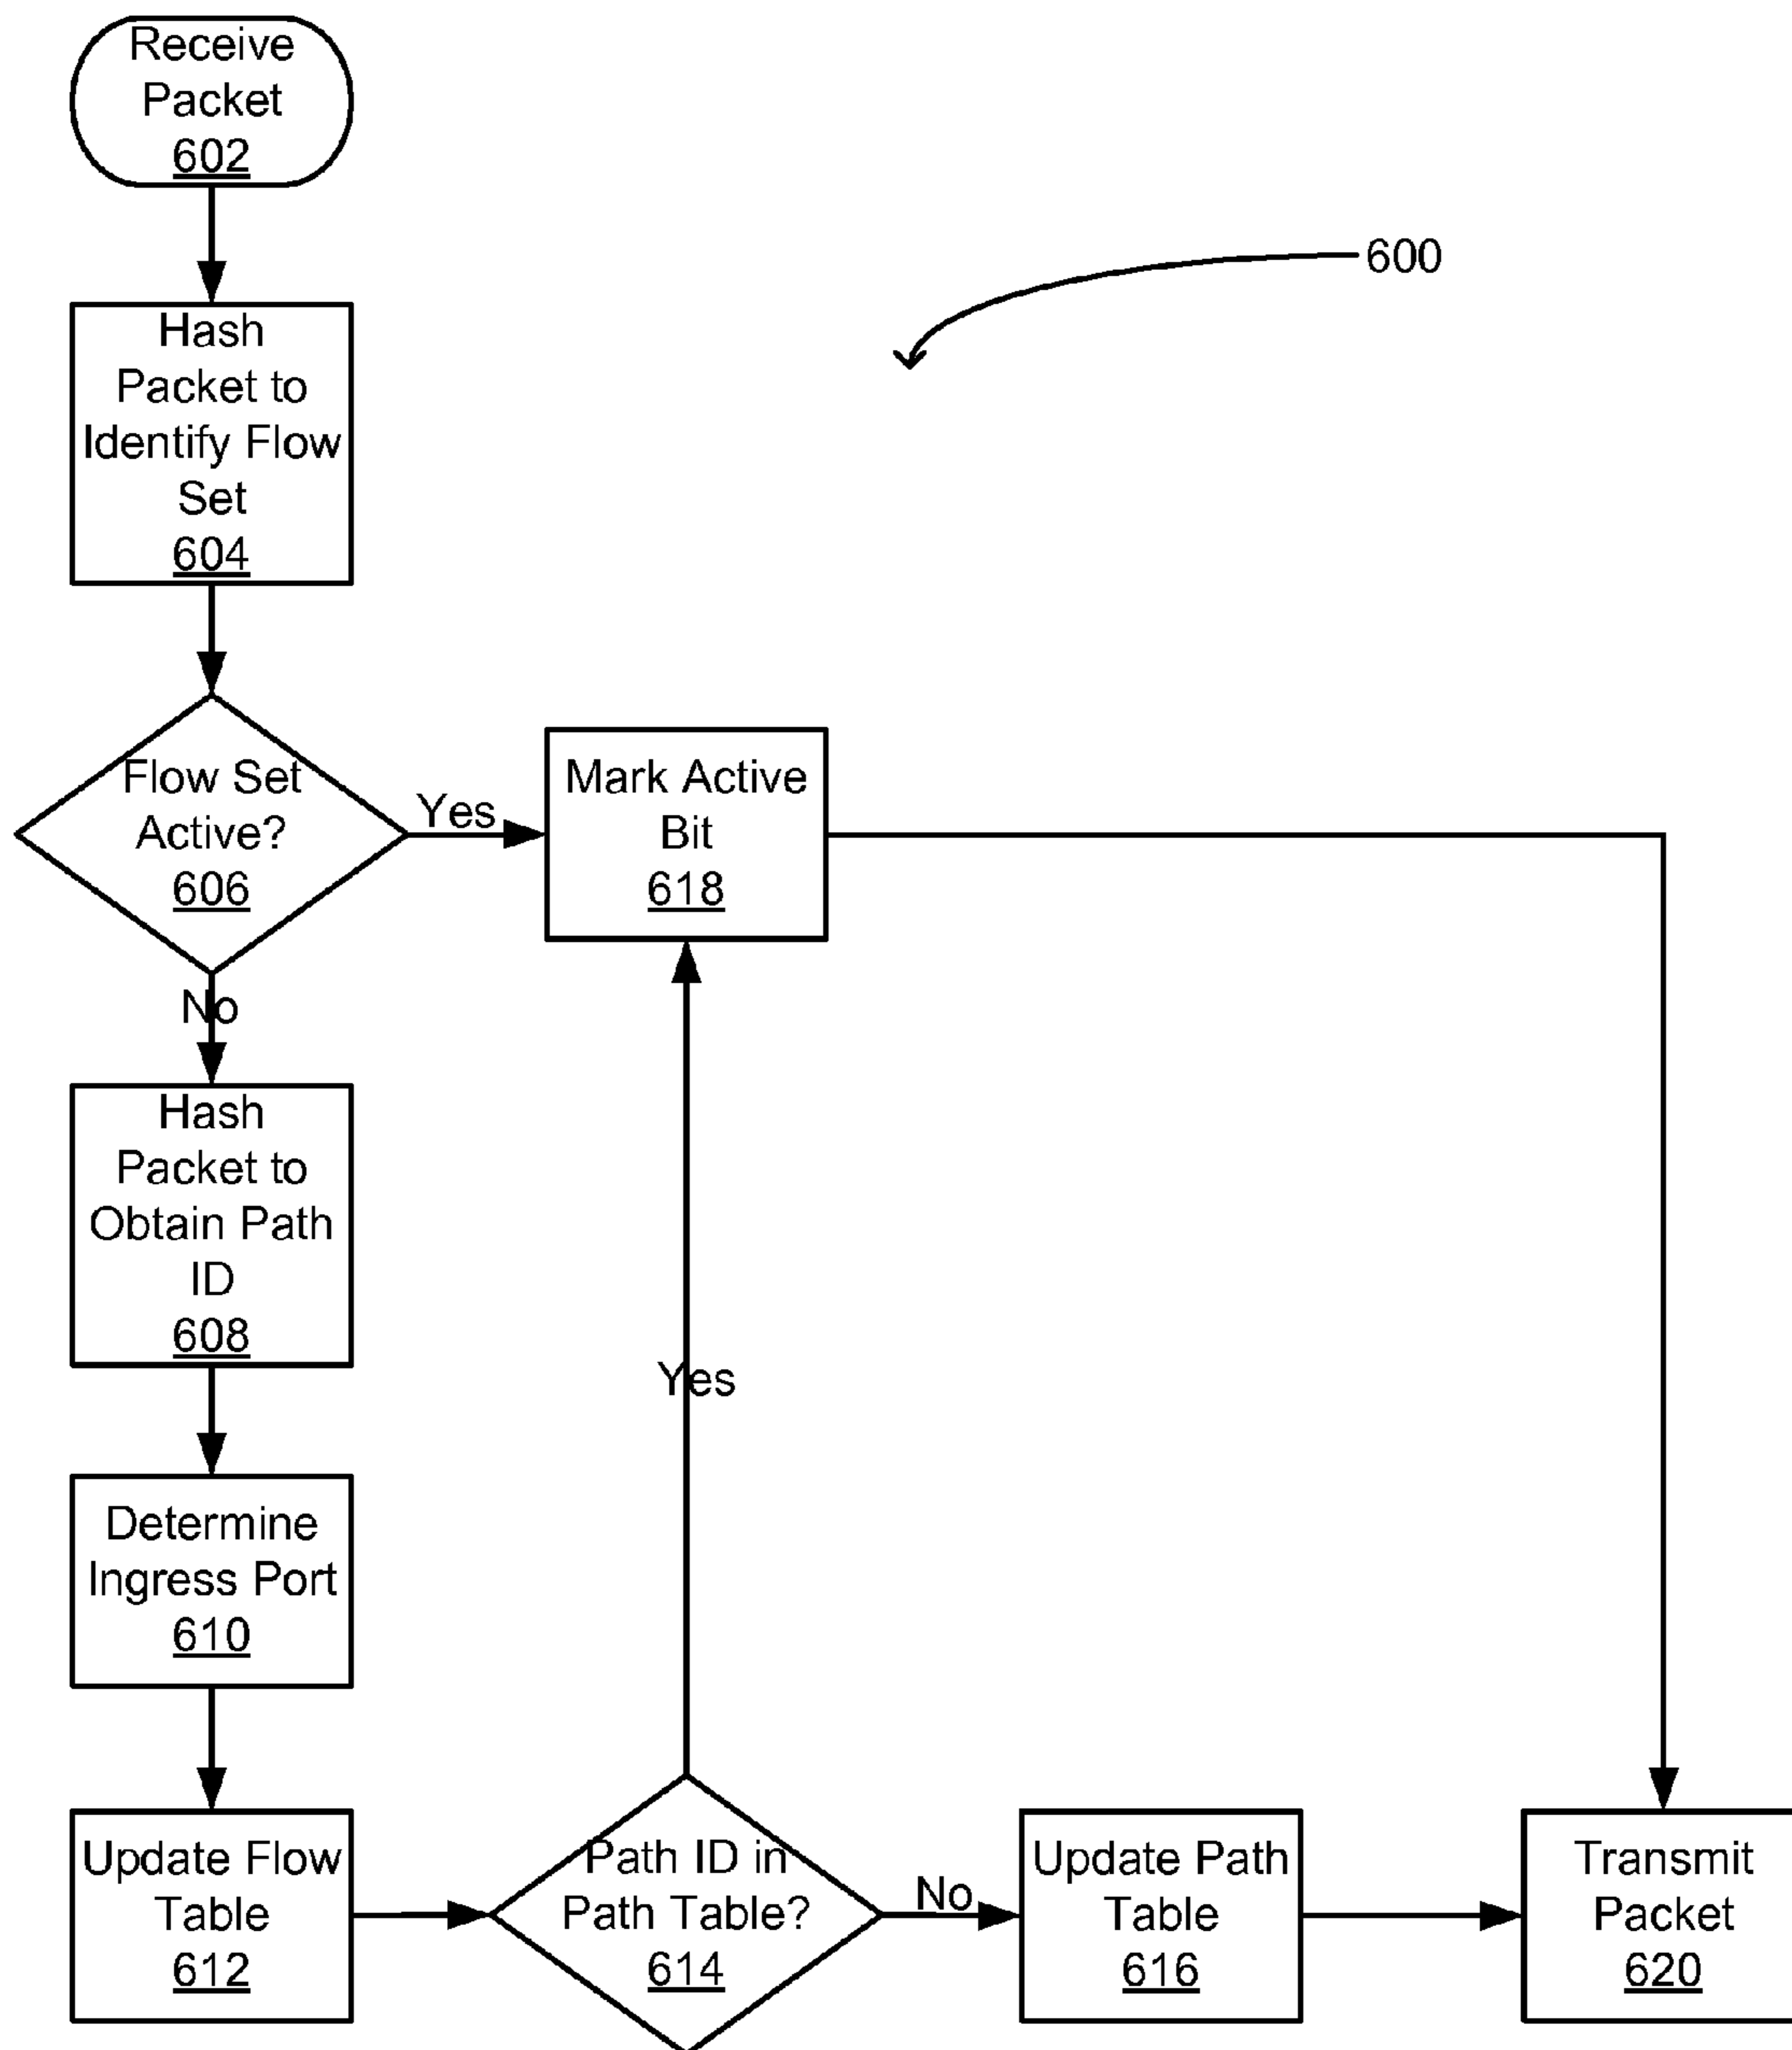 Receive
Packet
602
600
Hash
Packet to
Identify Flow
Set
604
Flow Set
Active?
606
Yes
Mark Active
Bit
618
No
Hash
Packet to
Obtain Path
ID
608
Yes
Determine
Ingress Port
610
Update Flow
Table
612
Path ID in
Path Table?
614
No
Update Path
Table
616
Transmit
Packet
620